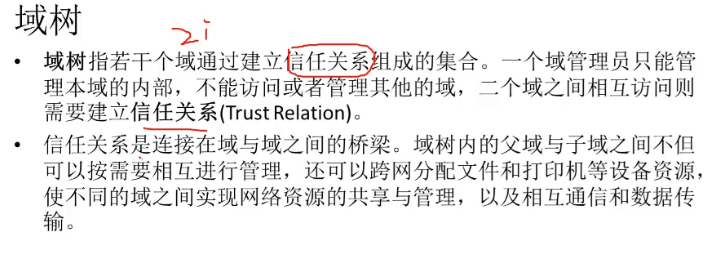 域树
2i
• 域树指若干个域通过建立信任关系组成的集合。一个域管理员只能管
理本域的内部，不能访问或者管理其他的域，二个域之间相互访问则
需要建立信任关系(Trust Relation)。
• 信任关系是连接在域与域之间的桥梁。域树内的父域与子域之间不但
可以按需要相互进行管理，还可以跨网分配文件和打印机等设备资源，
使不同的域之间实现网络资源的共享与管理，以及相互通信和数据传
输。